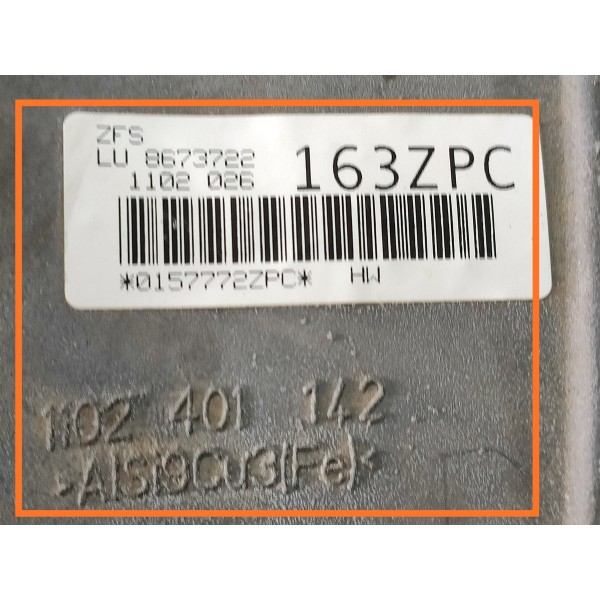 ZFS
LU 8673722
1102 026
163ZPC
*0157772ZPC* HW
1102 401 142
>AlSi9Cu3(Fe)<